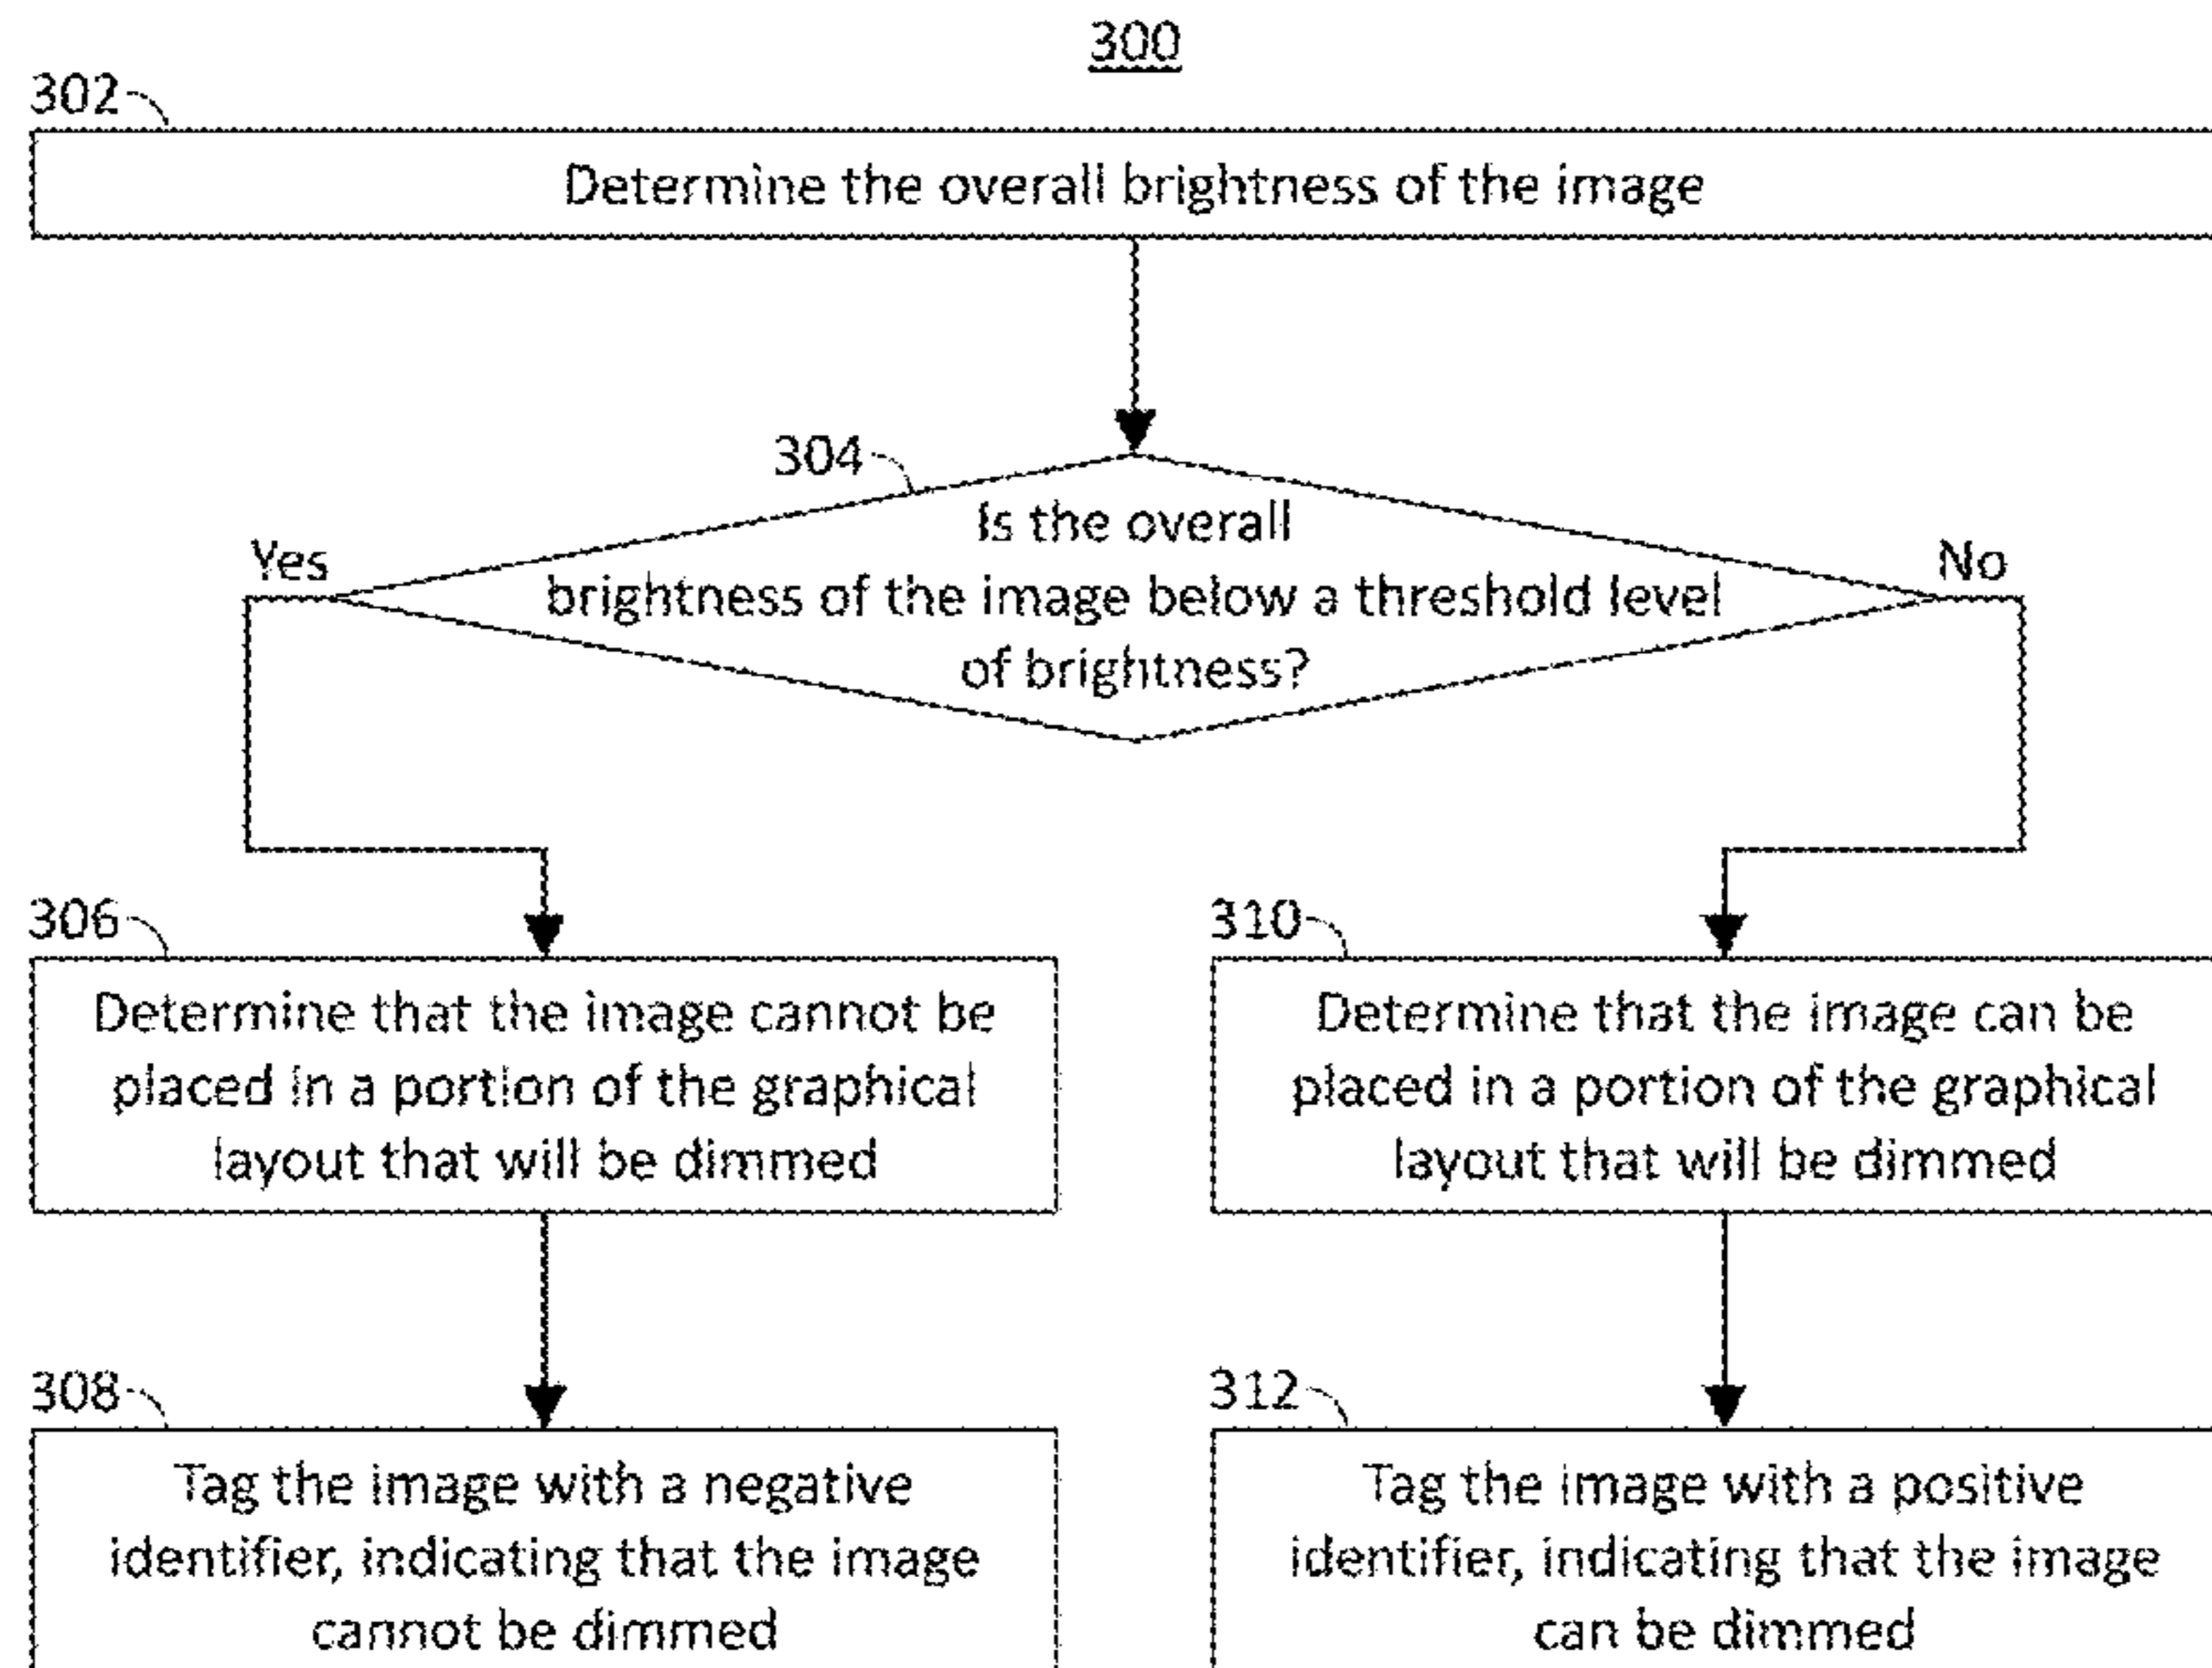 300
302
Determine the overall brightness of the image
304
Is the overall
brightness of the image below a threshold level
of brightness?
Yes
No
306
Determine that the image cannot be
placed in a portion of the graphical
layout that will be dimmed
310
Determine that the image can be
placed in a portion of the graphical
layout that will be dimmed
308
Tag the image with a negative
identifier, indicating that the image
cannot be dimmed
312
Tag the image with a positive
identifier, indicating that the image
can be dimmed